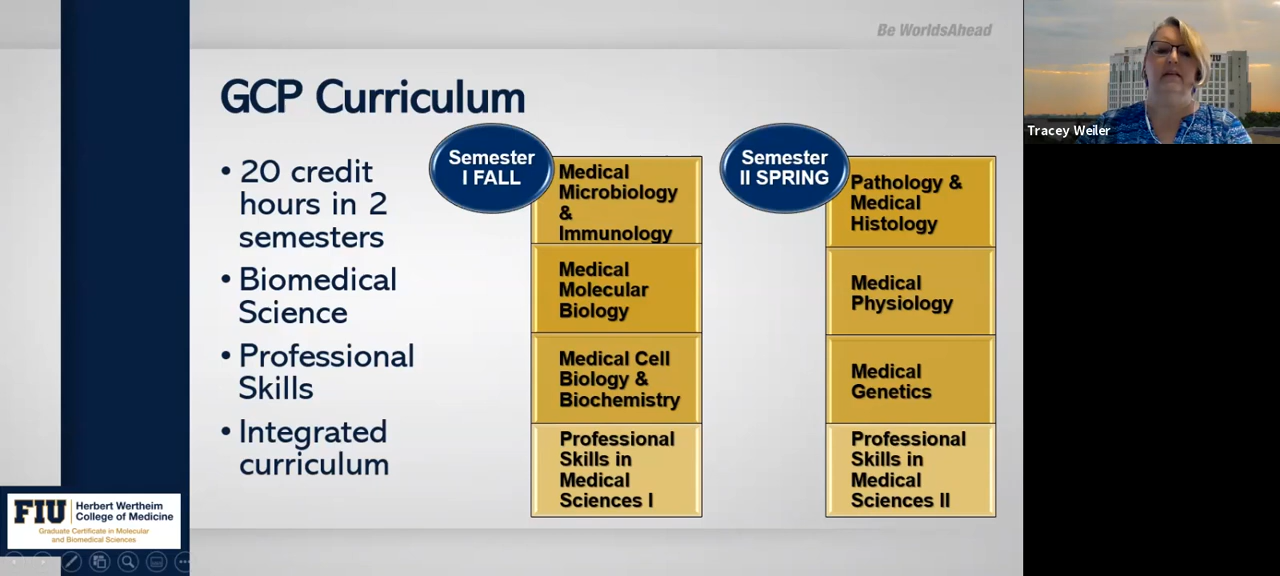 Be WorldsAhead
GCP Curriculum
• 20 credit
hours in 2
semesters
• Biomedical
Science
• Professional
Skills
• Integrated
curriculum
Semester
I FALL
Medical
Microbiology
&
Immunology
Medical
Molecular
Biology
Medical Cell
Biology &
Biochemistry
Professional
Skills in
Medical
Sciences I
Semester
II SPRING
Pathology &
Medical
Histology
Medical
Physiology
Medical
Genetics
Professional
Skills in
Medical
Sciences II
FIU
Herbert Wertheim
College of Medicine
Graduate Certificate in Molecular
and Biomedical Sciences
FIU
Tracey Weiler